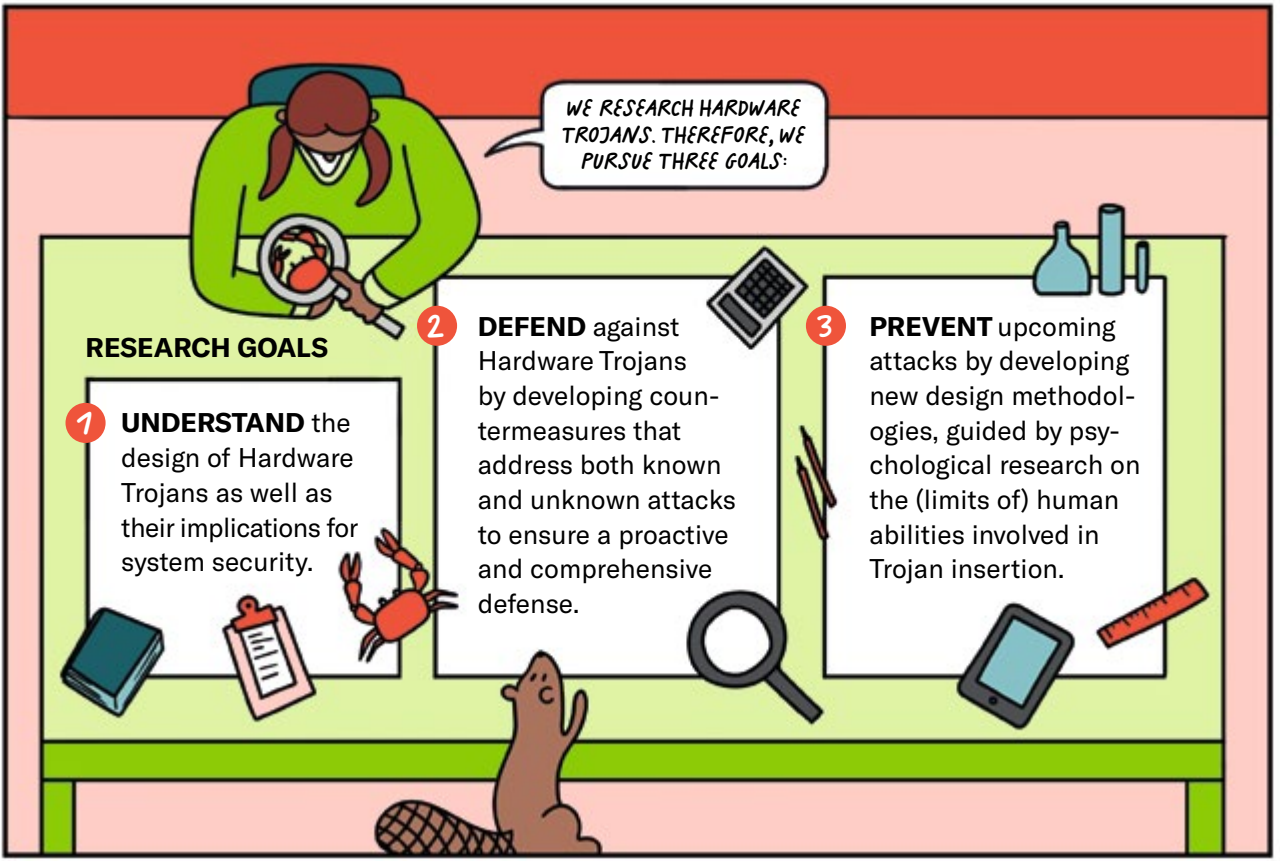 WE RESEARCH HARDWARE
TROJANS. THEREFORE, WE
PURSUE THREE GOALS:
RESEARCH GOALS
1
UNDERSTAND the
design of Hardware
Trojans as well as
their implications for
system security.
2
DEFEND against
Hardware Trojans
by developing coun-
termeasures that
address both known
and unknown attacks
to ensure a proactive
and comprehensive
defense.
3
PREVENT upcoming
attacks by developing
new design methodol-
ogies, guided by psy-
chological research on
the (limits of) human
abilities involved in
Trojan insertion.